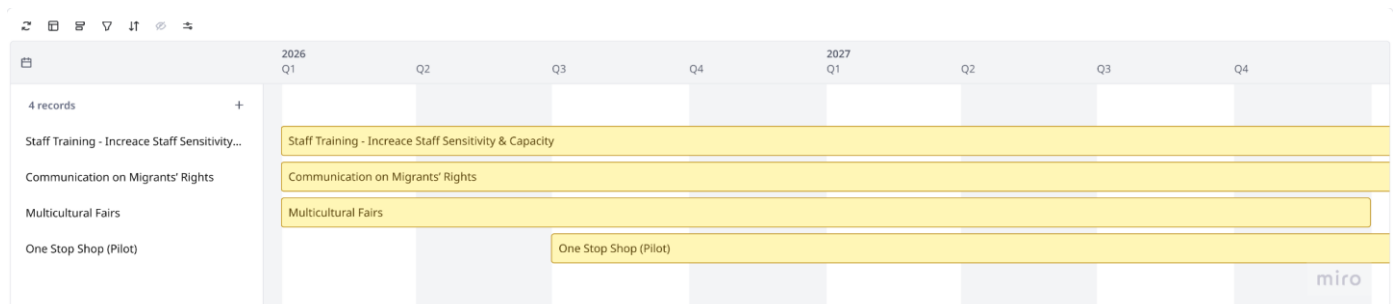 2026 2027
Q1 Q2 Q3 Q4 Q1 Q2 Q3 Q4
4 records +
Staff Training - Increace Staff Sensitivity... Staff Training - Increace Staff Sensitivity & Capacity
Communication on Migrants’ Rights Communication on Migrants’ Rights
Multicultural Fairs Multicultural Fairs
One Stop Shop (Pilot) One Stop Shop (Pilot)
miro